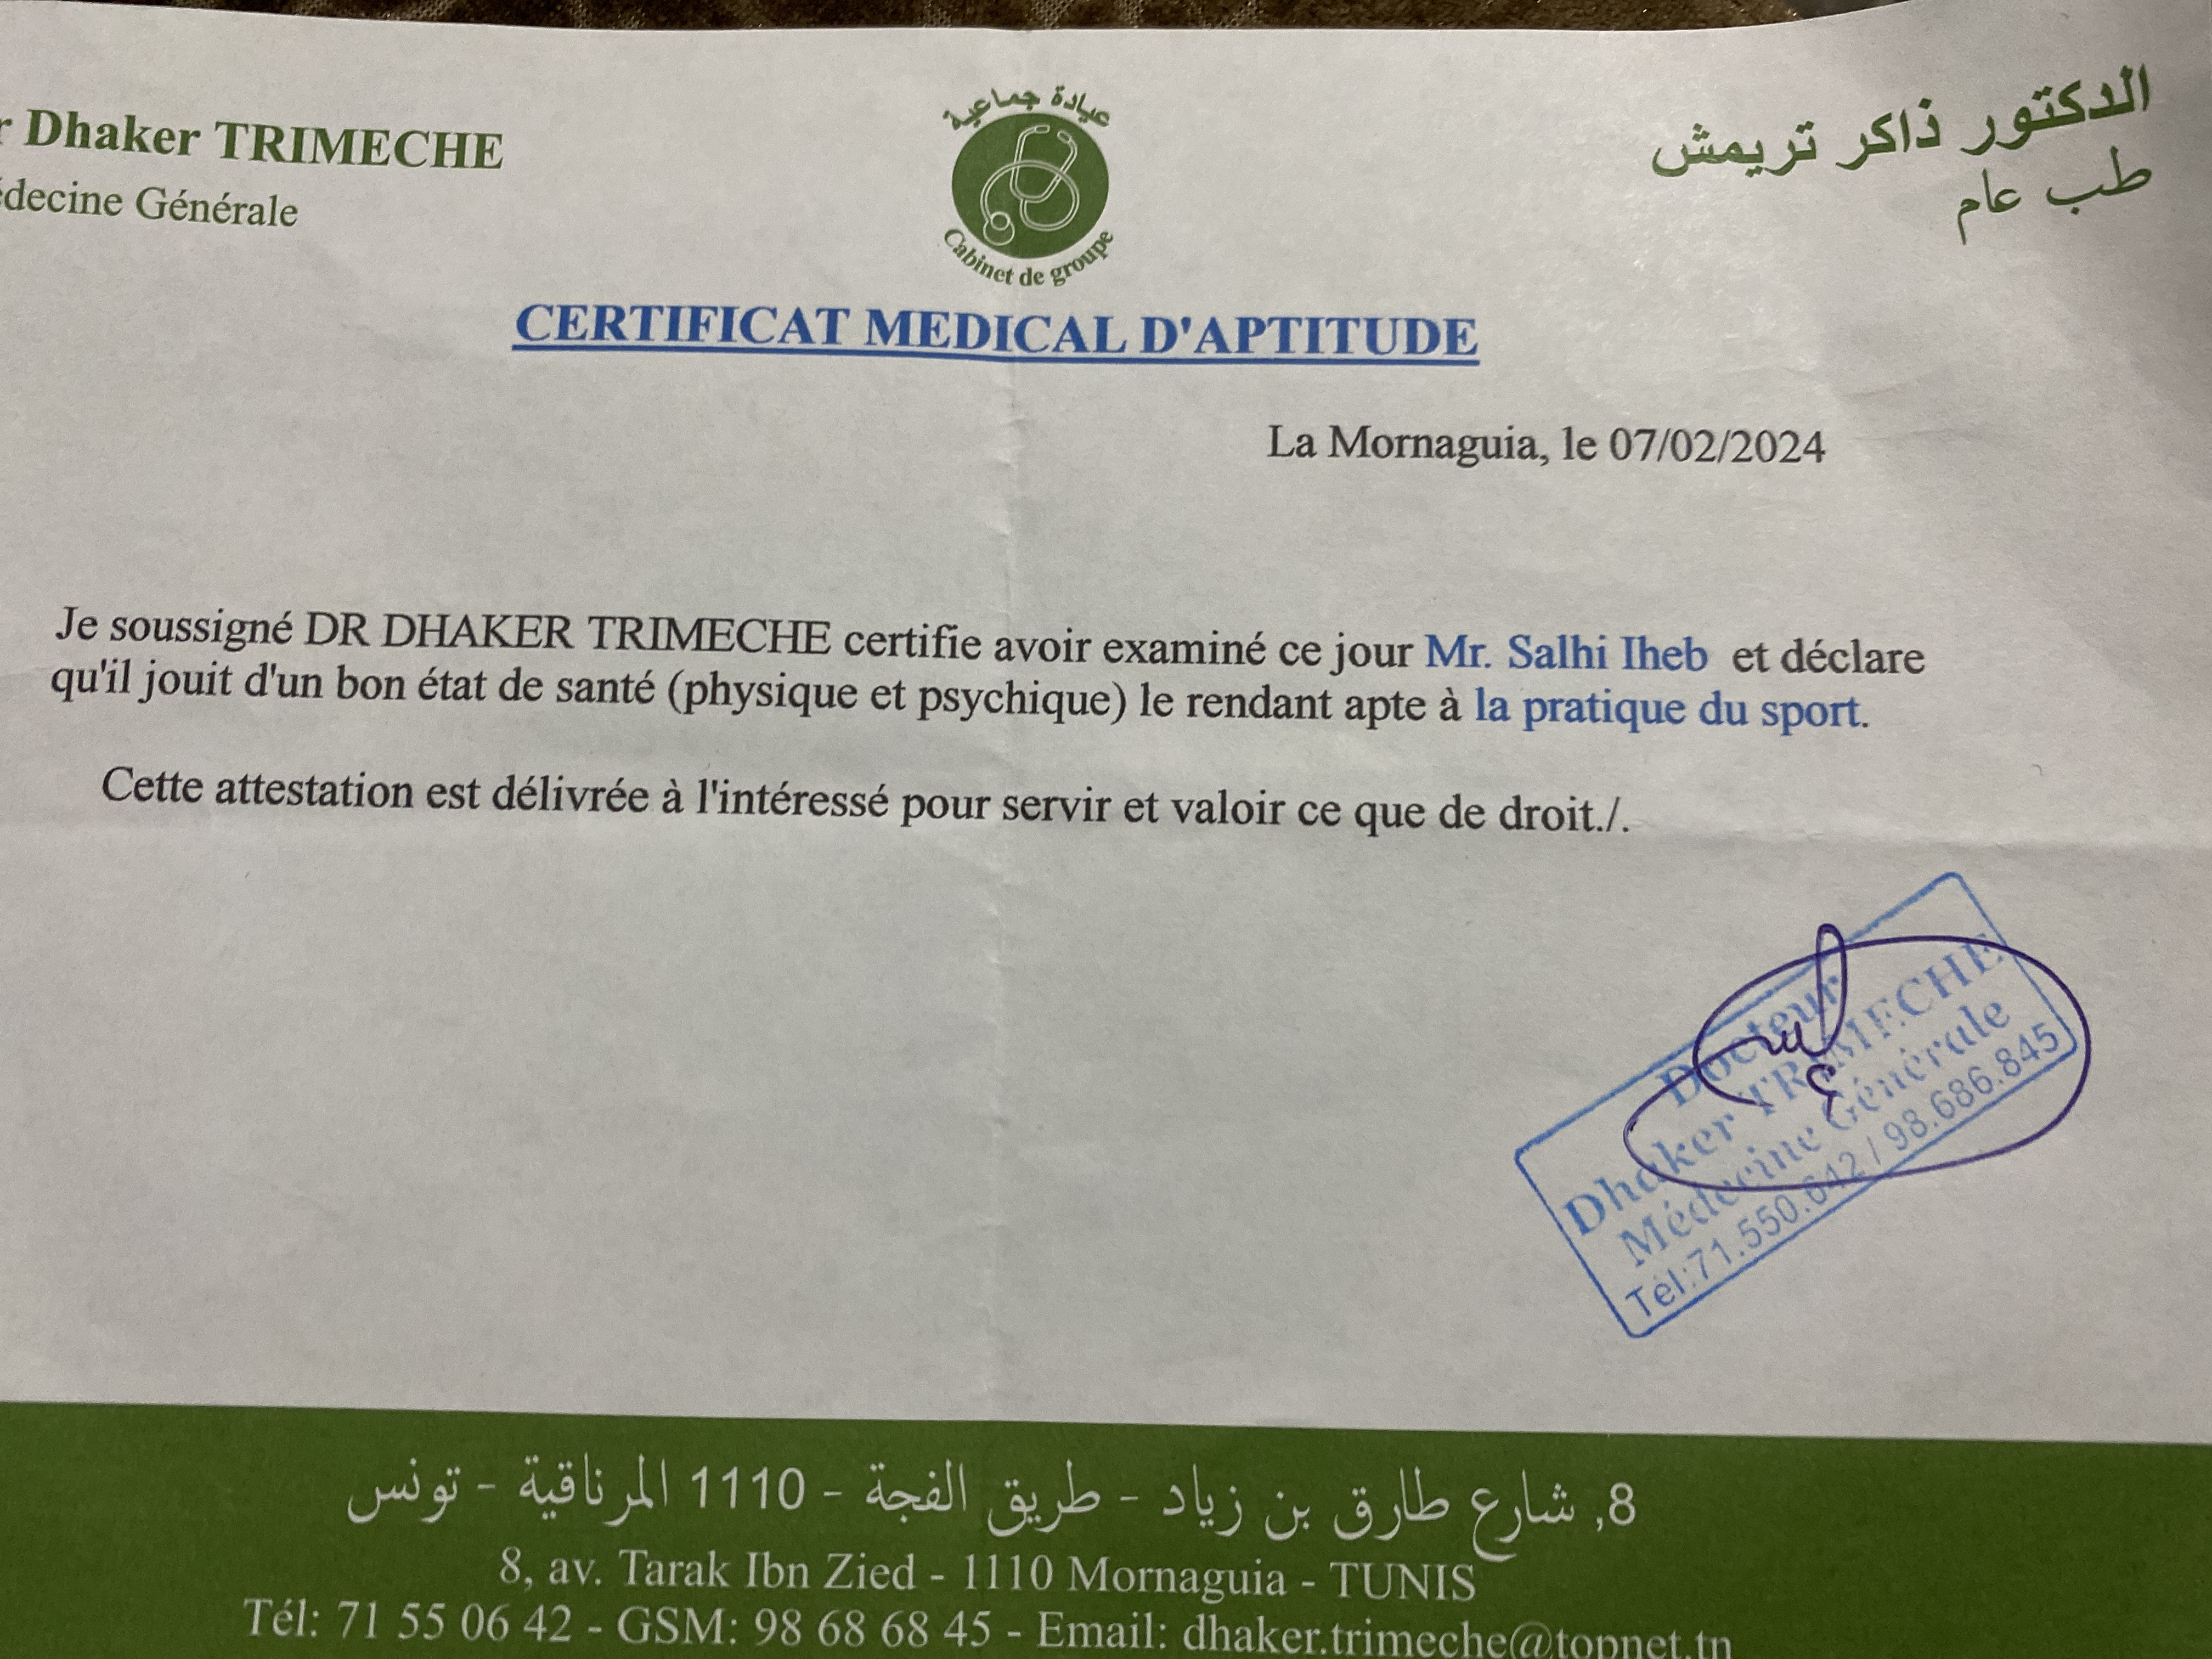 r Dhaker TRIMECHE
édecine Générale
عيادة جماعية
Cabinet de groupe
الدكتور ذاكر تريمش
طب عام
CERTIFICAT MEDICAL D'APTITUDE
La Mornaguia, le 07/02/2024
Je soussigné DR DHAKER TRIMECHE certifie avoir examiné ce jour Mr. Salhi Iheb et déclare
qu'il jouit d'un bon état de santé (physique et psychique) le rendant apte à la pratique du sport.
Cette attestation est délivrée à l'intéressé pour servir et valoir ce que de droit./.
Docteur
Dhaker TRIMECHE
Médecine Générale
Tél:71.550.642 / 98.686.845
8, شارع طارق بن زياد - طريق الفجة - 1110 المرناقية - تونس
8, av. Tarak Ibn Zied - 1110 Mornaguia - TUNIS
Tél: 71 55 06 42 - GSM: 98 68 68 45 - Email: dhaker.trimeche@topnet.tn